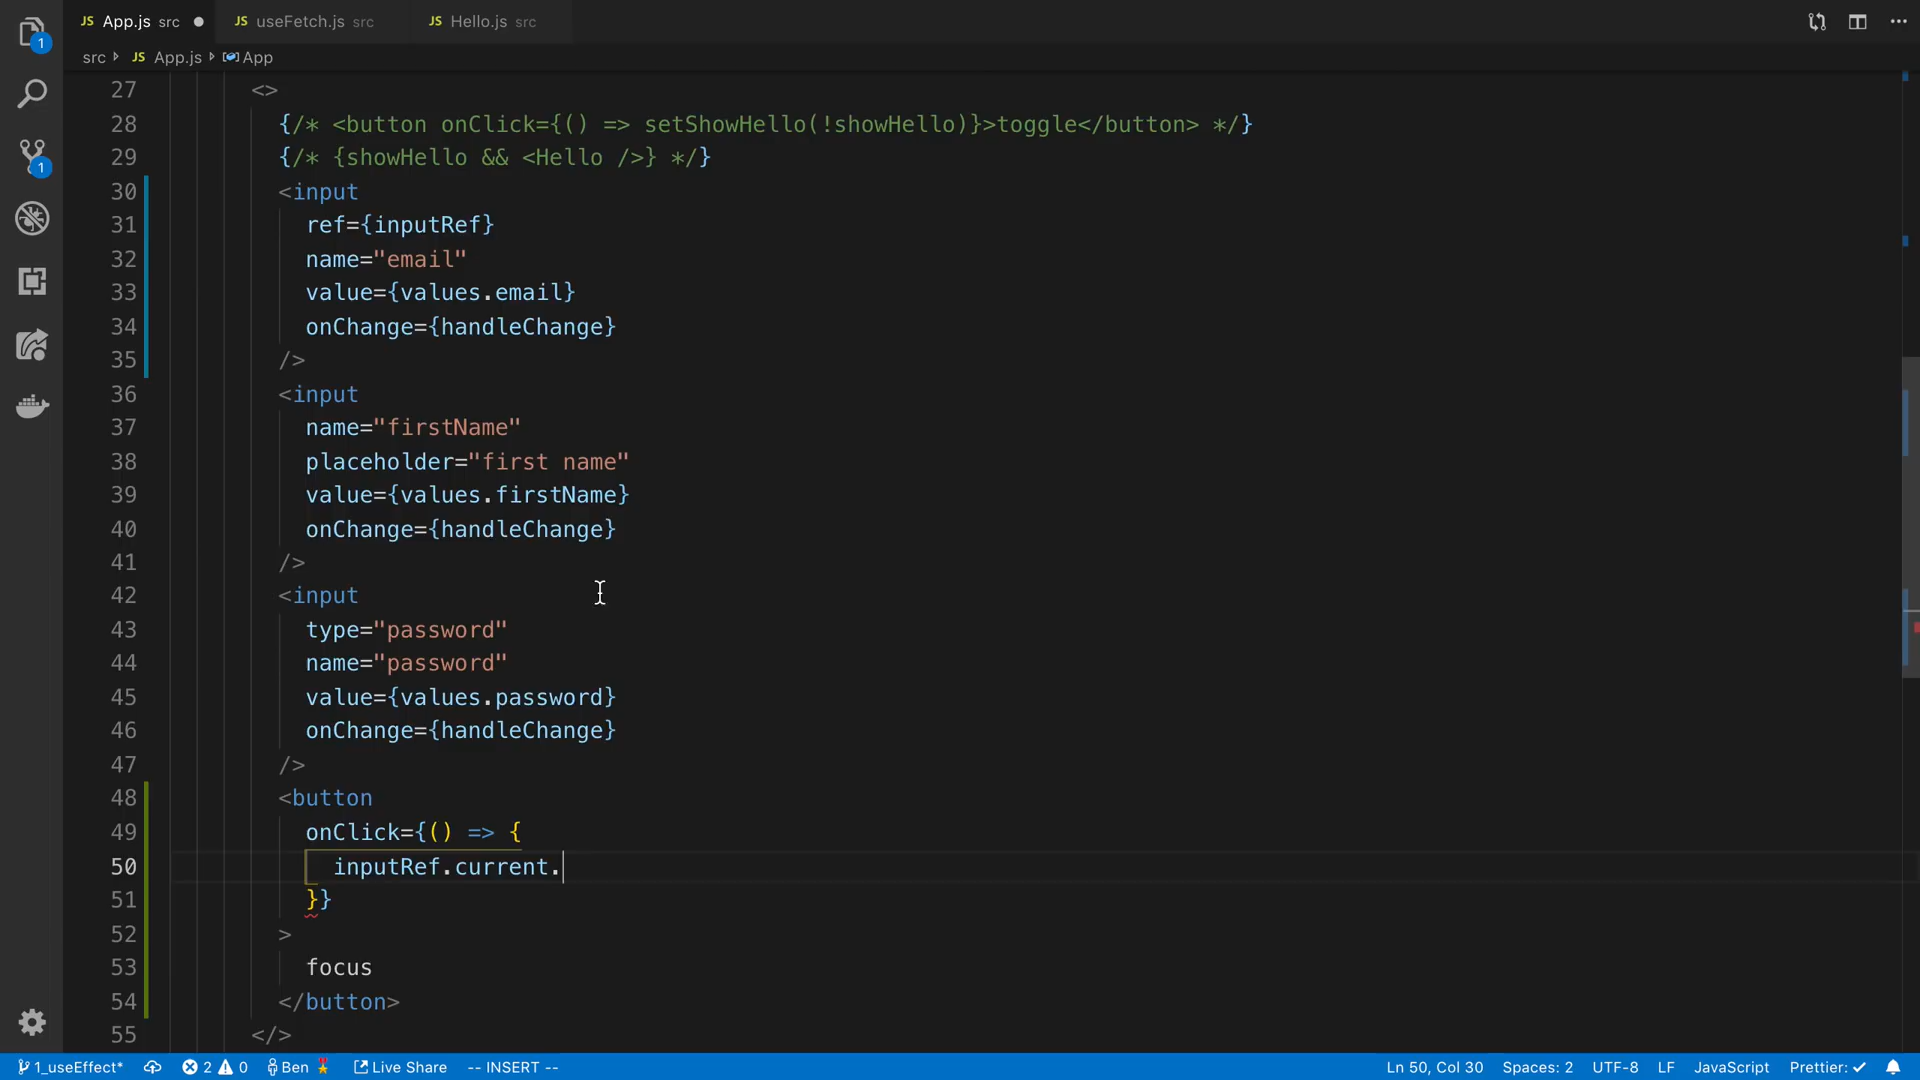 JS App.js src ● JS useFetch.js src JS Hello.js src
src JS App.js App
27 <>
28 {/* <button onClick={() => setShowHello(!showHello)}>toggle</button> */}
29 {/* {showHello && <Hello />} */}
30 <input
31 ref={inputRef}
32 name="email"
33 value={values.email}
34 onChange={handleChange}
35 />
36 <input
37 name="firstName"
38 placeholder="first name"
39 value={values.firstName}
40 onChange={handleChange}
41 />
42 <input
43 type="password"
44 name="password"
45 value={values.password}
46 onChange={handleChange}
47 />
48 <button
49 onClick={() => {
50 inputRef.current.
51 }}
52 >
53 focus
54 </button>
55 </>
1
1
1_useEffect* 2 0 Ben Live Share -- INSERT -- Ln 50, Col 30 Spaces: 2 UTF-8 LF JavaScript Prettier: ✓